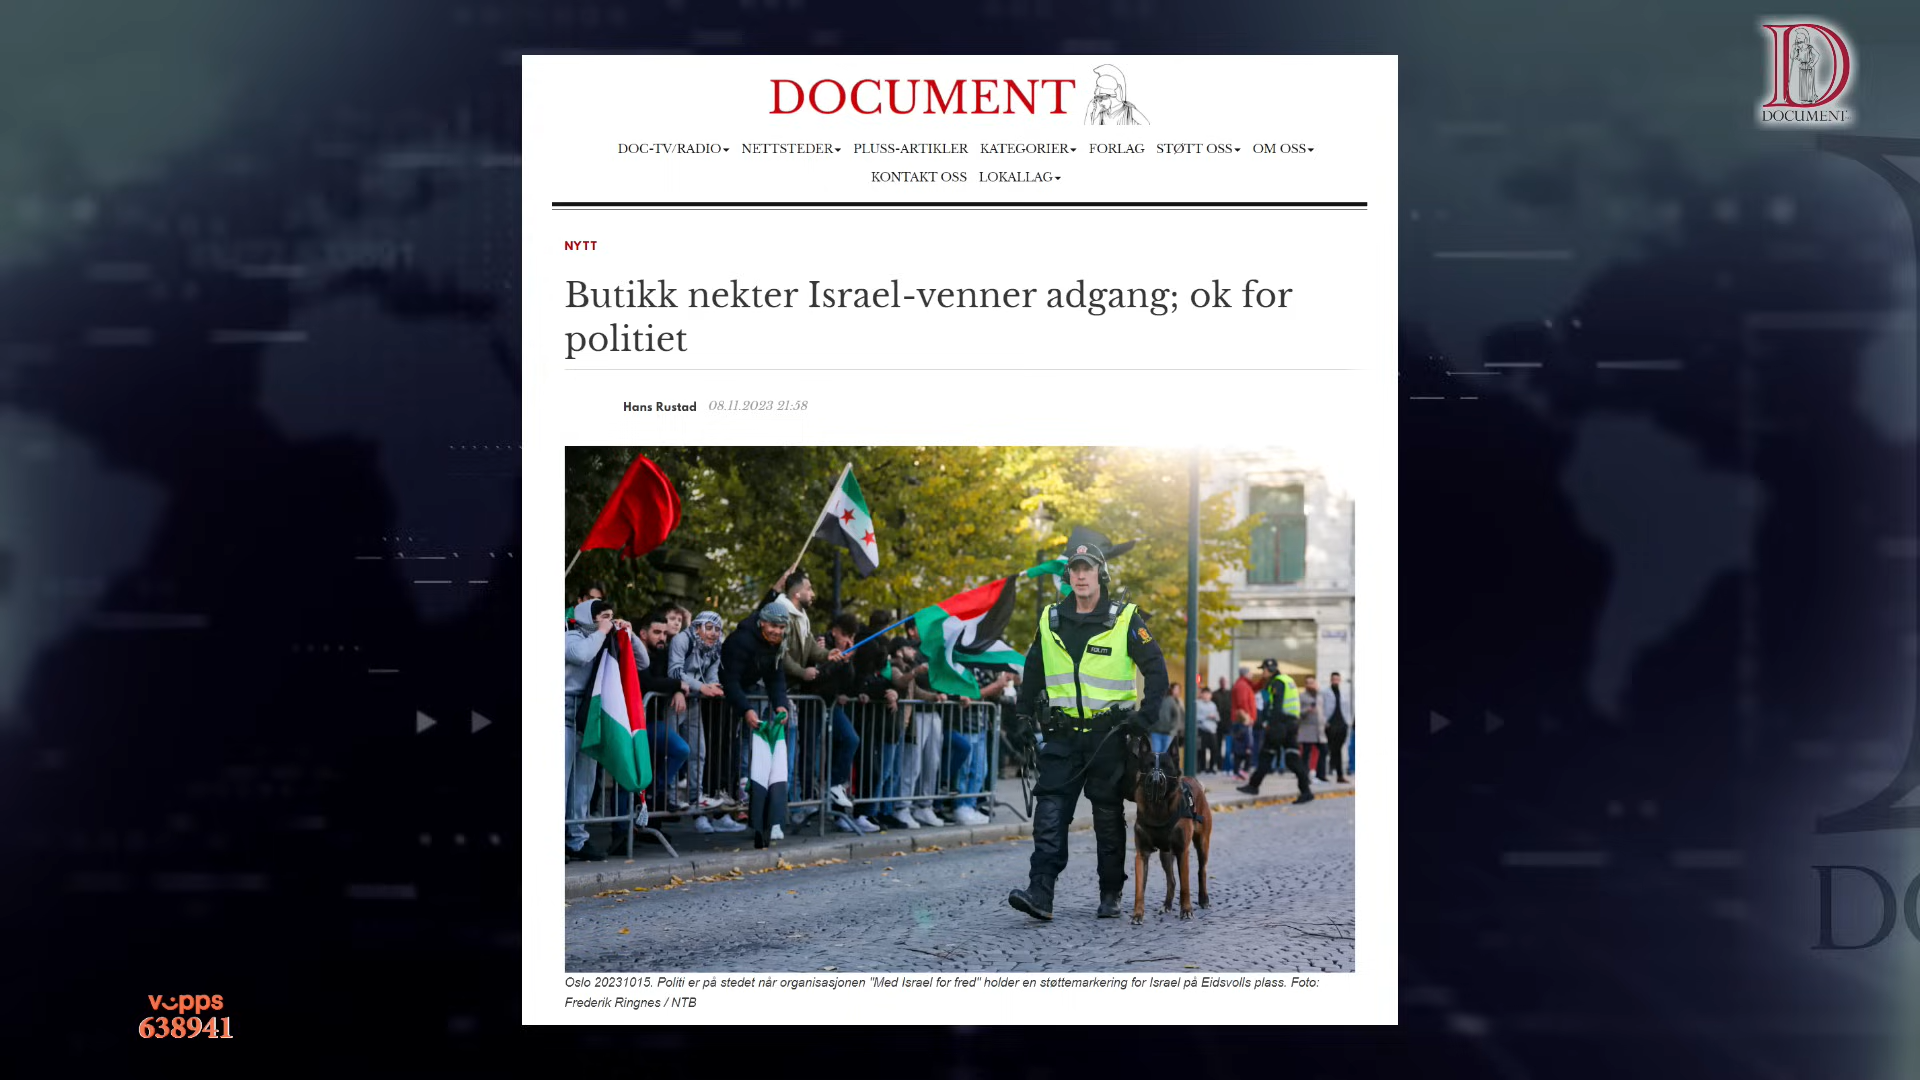 DOCUMENT
DOCUMENT
DOC-TV/RADIO NETTSTEDER PLUSS-ARTIKLER KATEGORIER FORLAG STØTT OSS OM OSS
KONTAKT OSS LOKALLAG
NYTT
Butikk nekter Israel-venner adgang; ok for
politiet
Hans Rustad 08.11.2023 21:58
POLITI
Oslo 20231015. Politi er på stedet når organisasjonen "Med Israel for fred" holder en støttemarkering for Israel på Eidsvolls plass. Foto:
Frederik Ringnes / NTB
vipps
638941